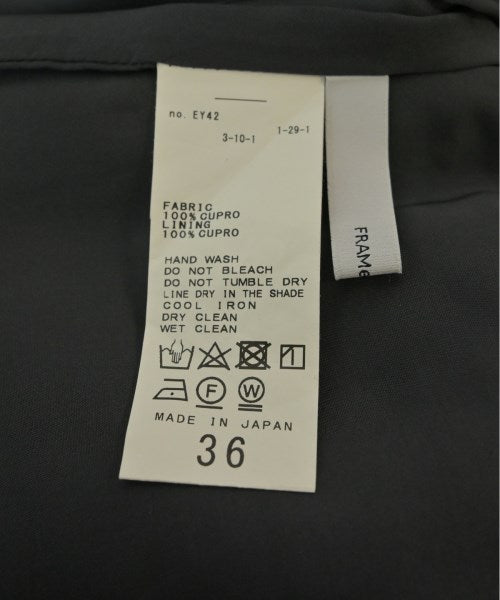 no. EY42
3-10-1 1-29-1
FABRIC
100% CUPRO
LINING
100% CUPRO
HAND WASH
DO NOT BLEACH
DO NOT TUMBLE DRY
LINE DRY IN THE SHADE
COOL IRON
DRY CLEAN
WET CLEAN
F W
MADE IN JAPAN
36